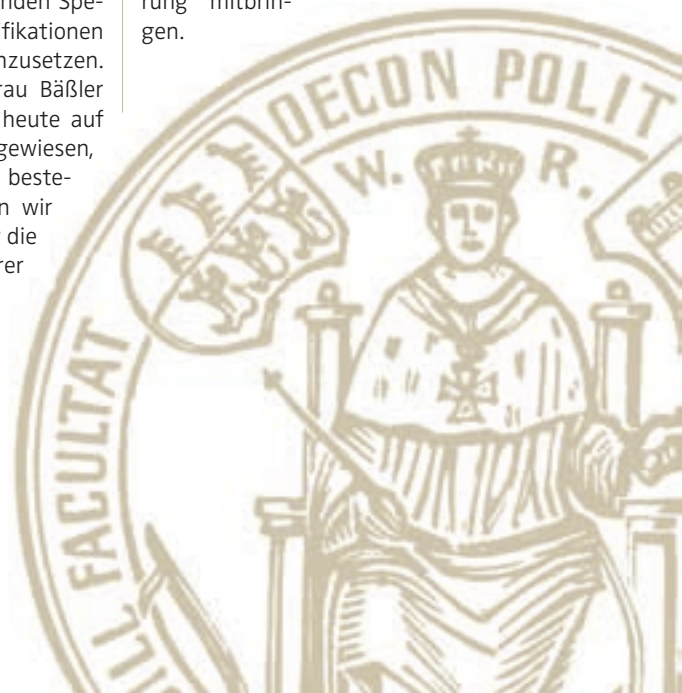 nden Spe-
fikationen
nzusetzen.
rau Bäßler
heute auf
gewiesen,
beste-
n wir
die
rer
rung mitbrin-
gen.
OECON POLIT
W. R.
ILL FACULTAT